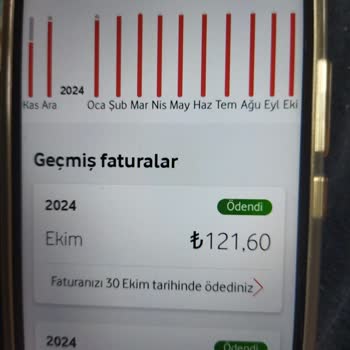 2024
Kas Ara Oca Şub Mar Nis May Haz Tem Ağu Eyl Eki
Geçmiş faturalar
2024 Ödendi
Ekim ₺121,60
Faturanızı 30 Ekim tarihinde ödediniz
2024 Ödendi